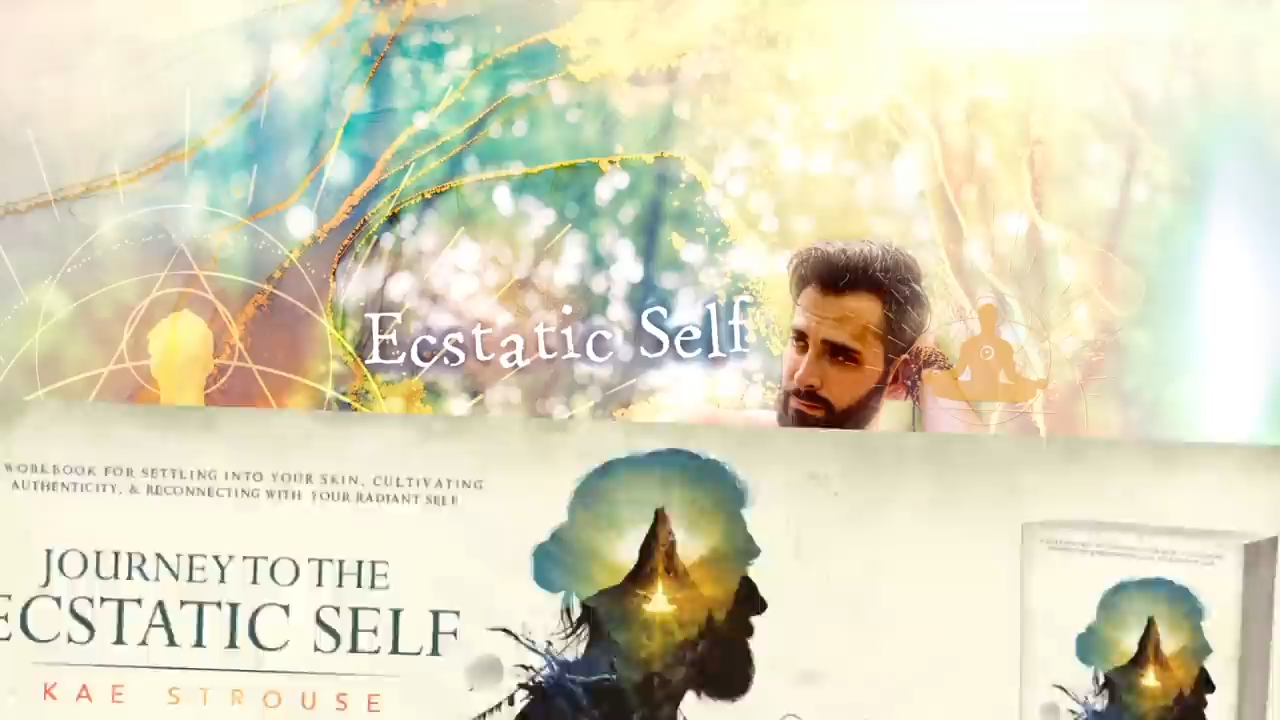 Ecstatic Self
WORKBOOK FOR SETTLING INTO YOUR SKIN, CULTIVATING
AUTHENTICITY, & RECONNECTING WITH YOUR RADIANT SELF
JOURNEY TO THE
ECSTATIC SELF
KAE STROUSE